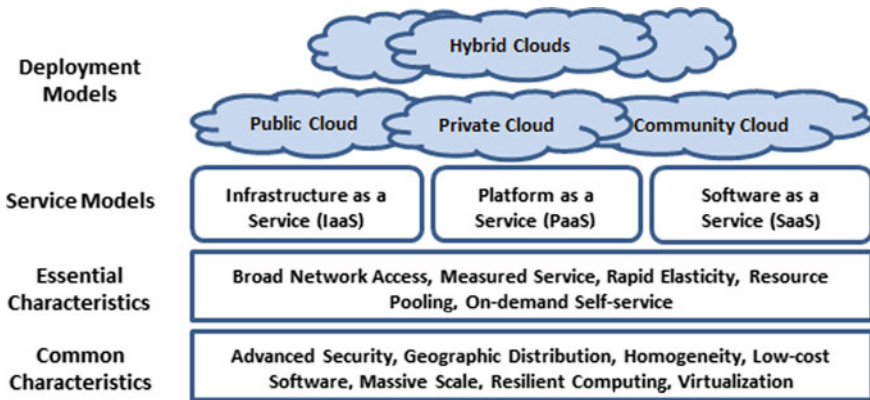 Deployment
Models
Hybrid Clouds
Public Cloud
Private Cloud
Community Cloud
Service Models
Infrastructure as a
Service (IaaS)
Platform as a
Service (PaaS)
Software as a
Service (SaaS)
Essential
Characteristics
Broad Network Access, Measured Service, Rapid Elasticity, Resource
Pooling, On-demand Self-service
Common
Characteristics
Advanced Security, Geographic Distribution, Homogeneity, Low-cost
Software, Massive Scale, Resilient Computing, Virtualization